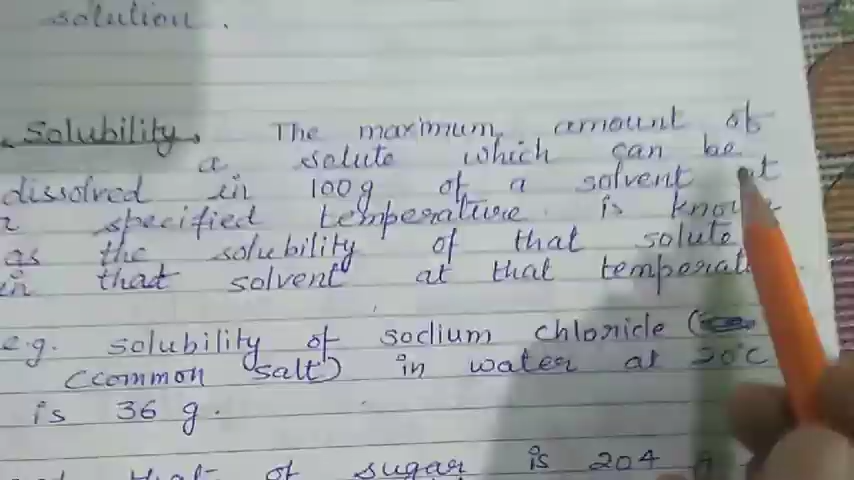 solution.
Solubility. The maximum amount of
a solute which can be
dissolved in 100g of a solvent at
specified temperature is
as the solubility of that solute
in that solvent at that
e.g. solubility of sodium chloride (
(common salt) in water at 20°C
is 36 g.
that of sugar is 204